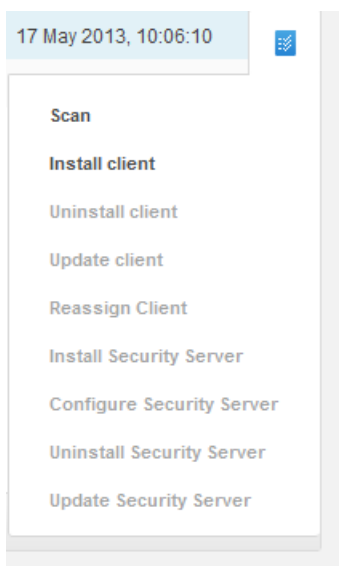 17 May 2013, 10:06:10
Scan
Install client
Uninstall client
Update client
Reassign Client
Install Security Server
Configure Security Server
Uninstall Security Server
Update Security Server